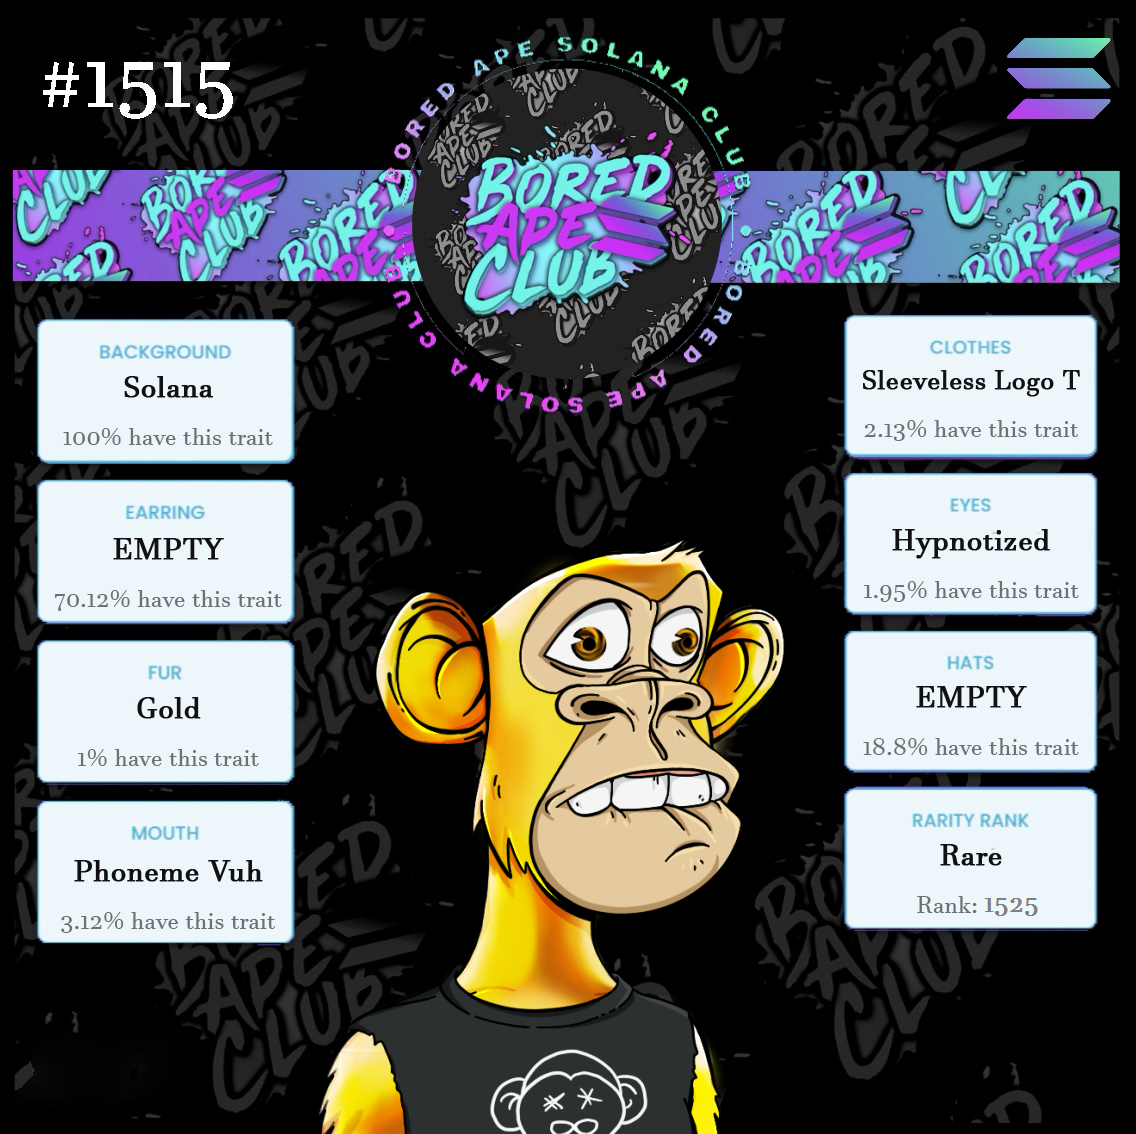 #1515
BORED APE SOLANA CLUB
BORED APE SOLANA CLUB
BORED
APE
CLUB
BACKGROUND
Solana
100% have this trait
EARRING
EMPTY
70.12% have this trait
FUR
Gold
1% have this trait
MOUTH
Phoneme Vuh
3.12% have this trait
CLOTHES
Sleeveless Logo T
2.13% have this trait
EYES
Hypnotized
1.95% have this trait
HATS
EMPTY
18.8% have this trait
RARITY RANK
Rare
Rank: 1525